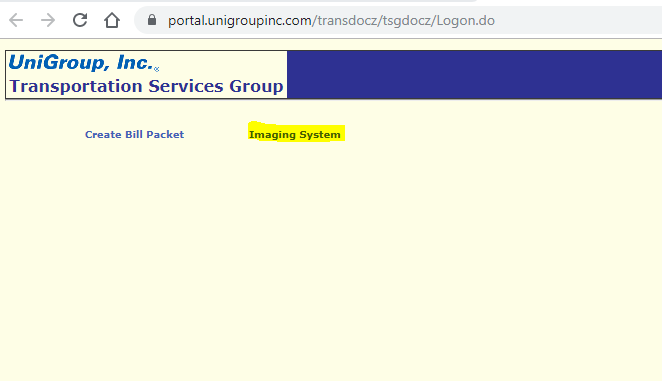 portal.unigroupinc.com/transdocz/tsgdocz/Logon.do
UniGroup, Inc.®
Transportation Services Group
Create Bill Packet Imaging System